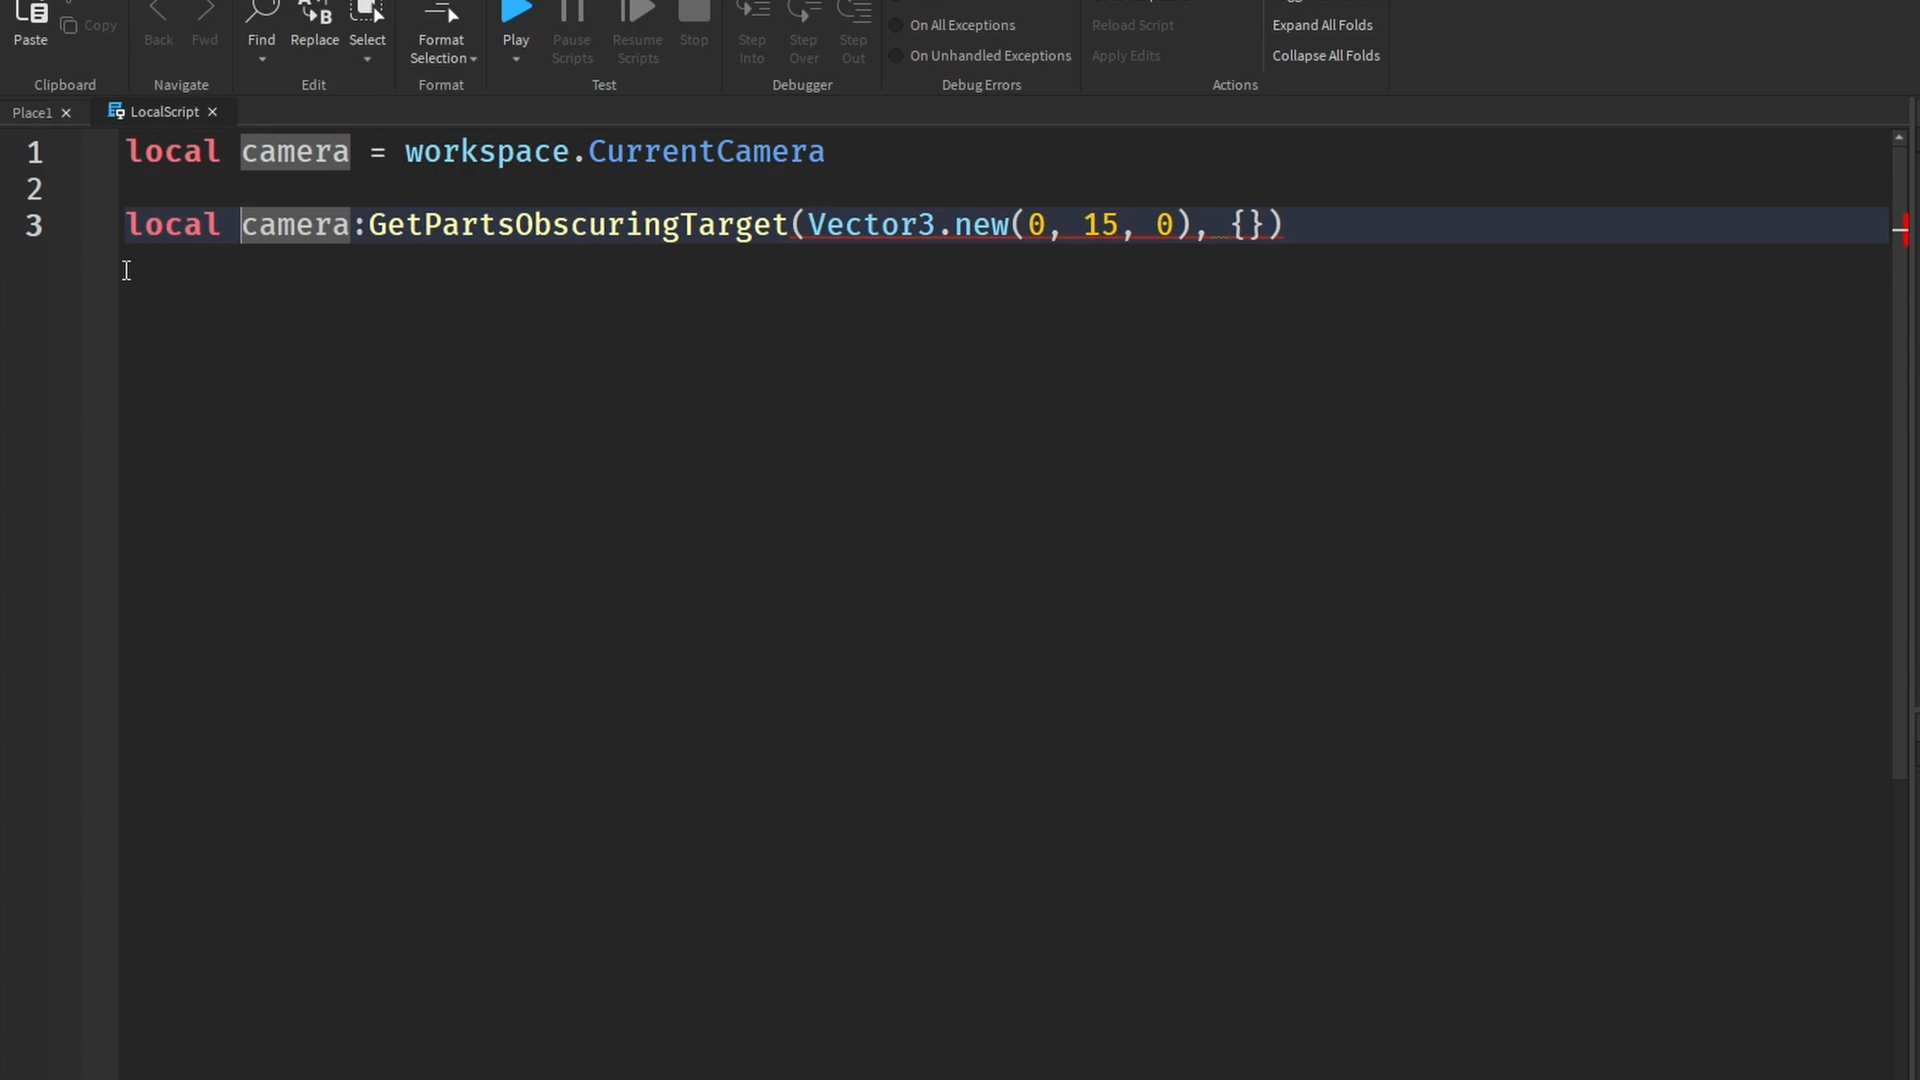 Paste
Copy
Back
Fwd
Find
Replace
Select
Format
Selection
Play
Pause
Scripts
Resume
Scripts
Stop
Step
Into
Step
Over
Step
Out
On All Exceptions
On Unhandled Exceptions
Reload Script
Apply Edits
Expand All Folds
Collapse All Folds
Clipboard
Navigate
Edit
Format
Test
Debugger
Debug Errors
Actions
Place1
LocalScript
1 local camera = workspace.CurrentCamera
2
3 local camera:GetPartsObscuringTarget(Vector3.new(0, 15, 0), {})